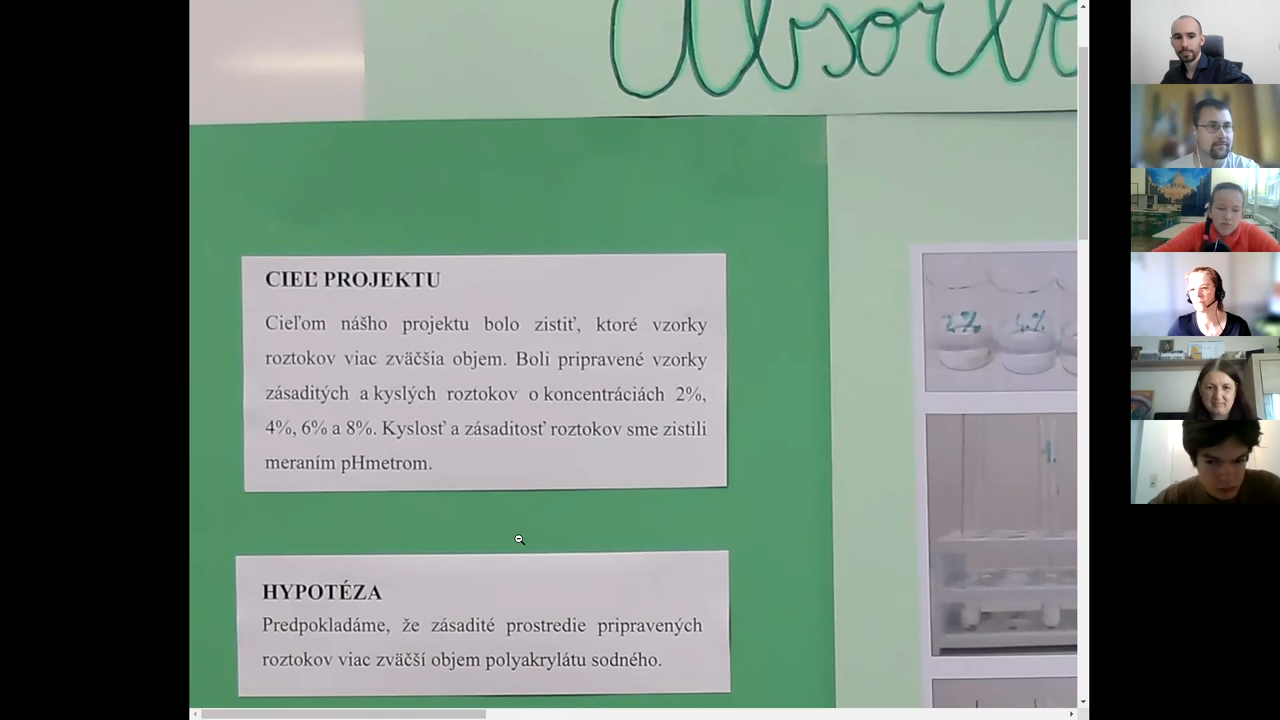 Absorb
CIEĽ PROJEKTU
Cieľom nášho projektu bolo zistiť, ktoré vzorky
roztokov viac zväčšia objem. Boli pripravené vzorky
zásaditých a kyslých roztokov o koncentráciách 2%,
4%, 6% a 8%. Kyslosť a zásaditosť roztokov sme zistili
meraním pHmetrom.
2%
4%
1.
HYPOTÉZA
Predpokladáme, že zásadité prostredie pripravených
roztokov viac zväčší objem polyakrylátu sodného.